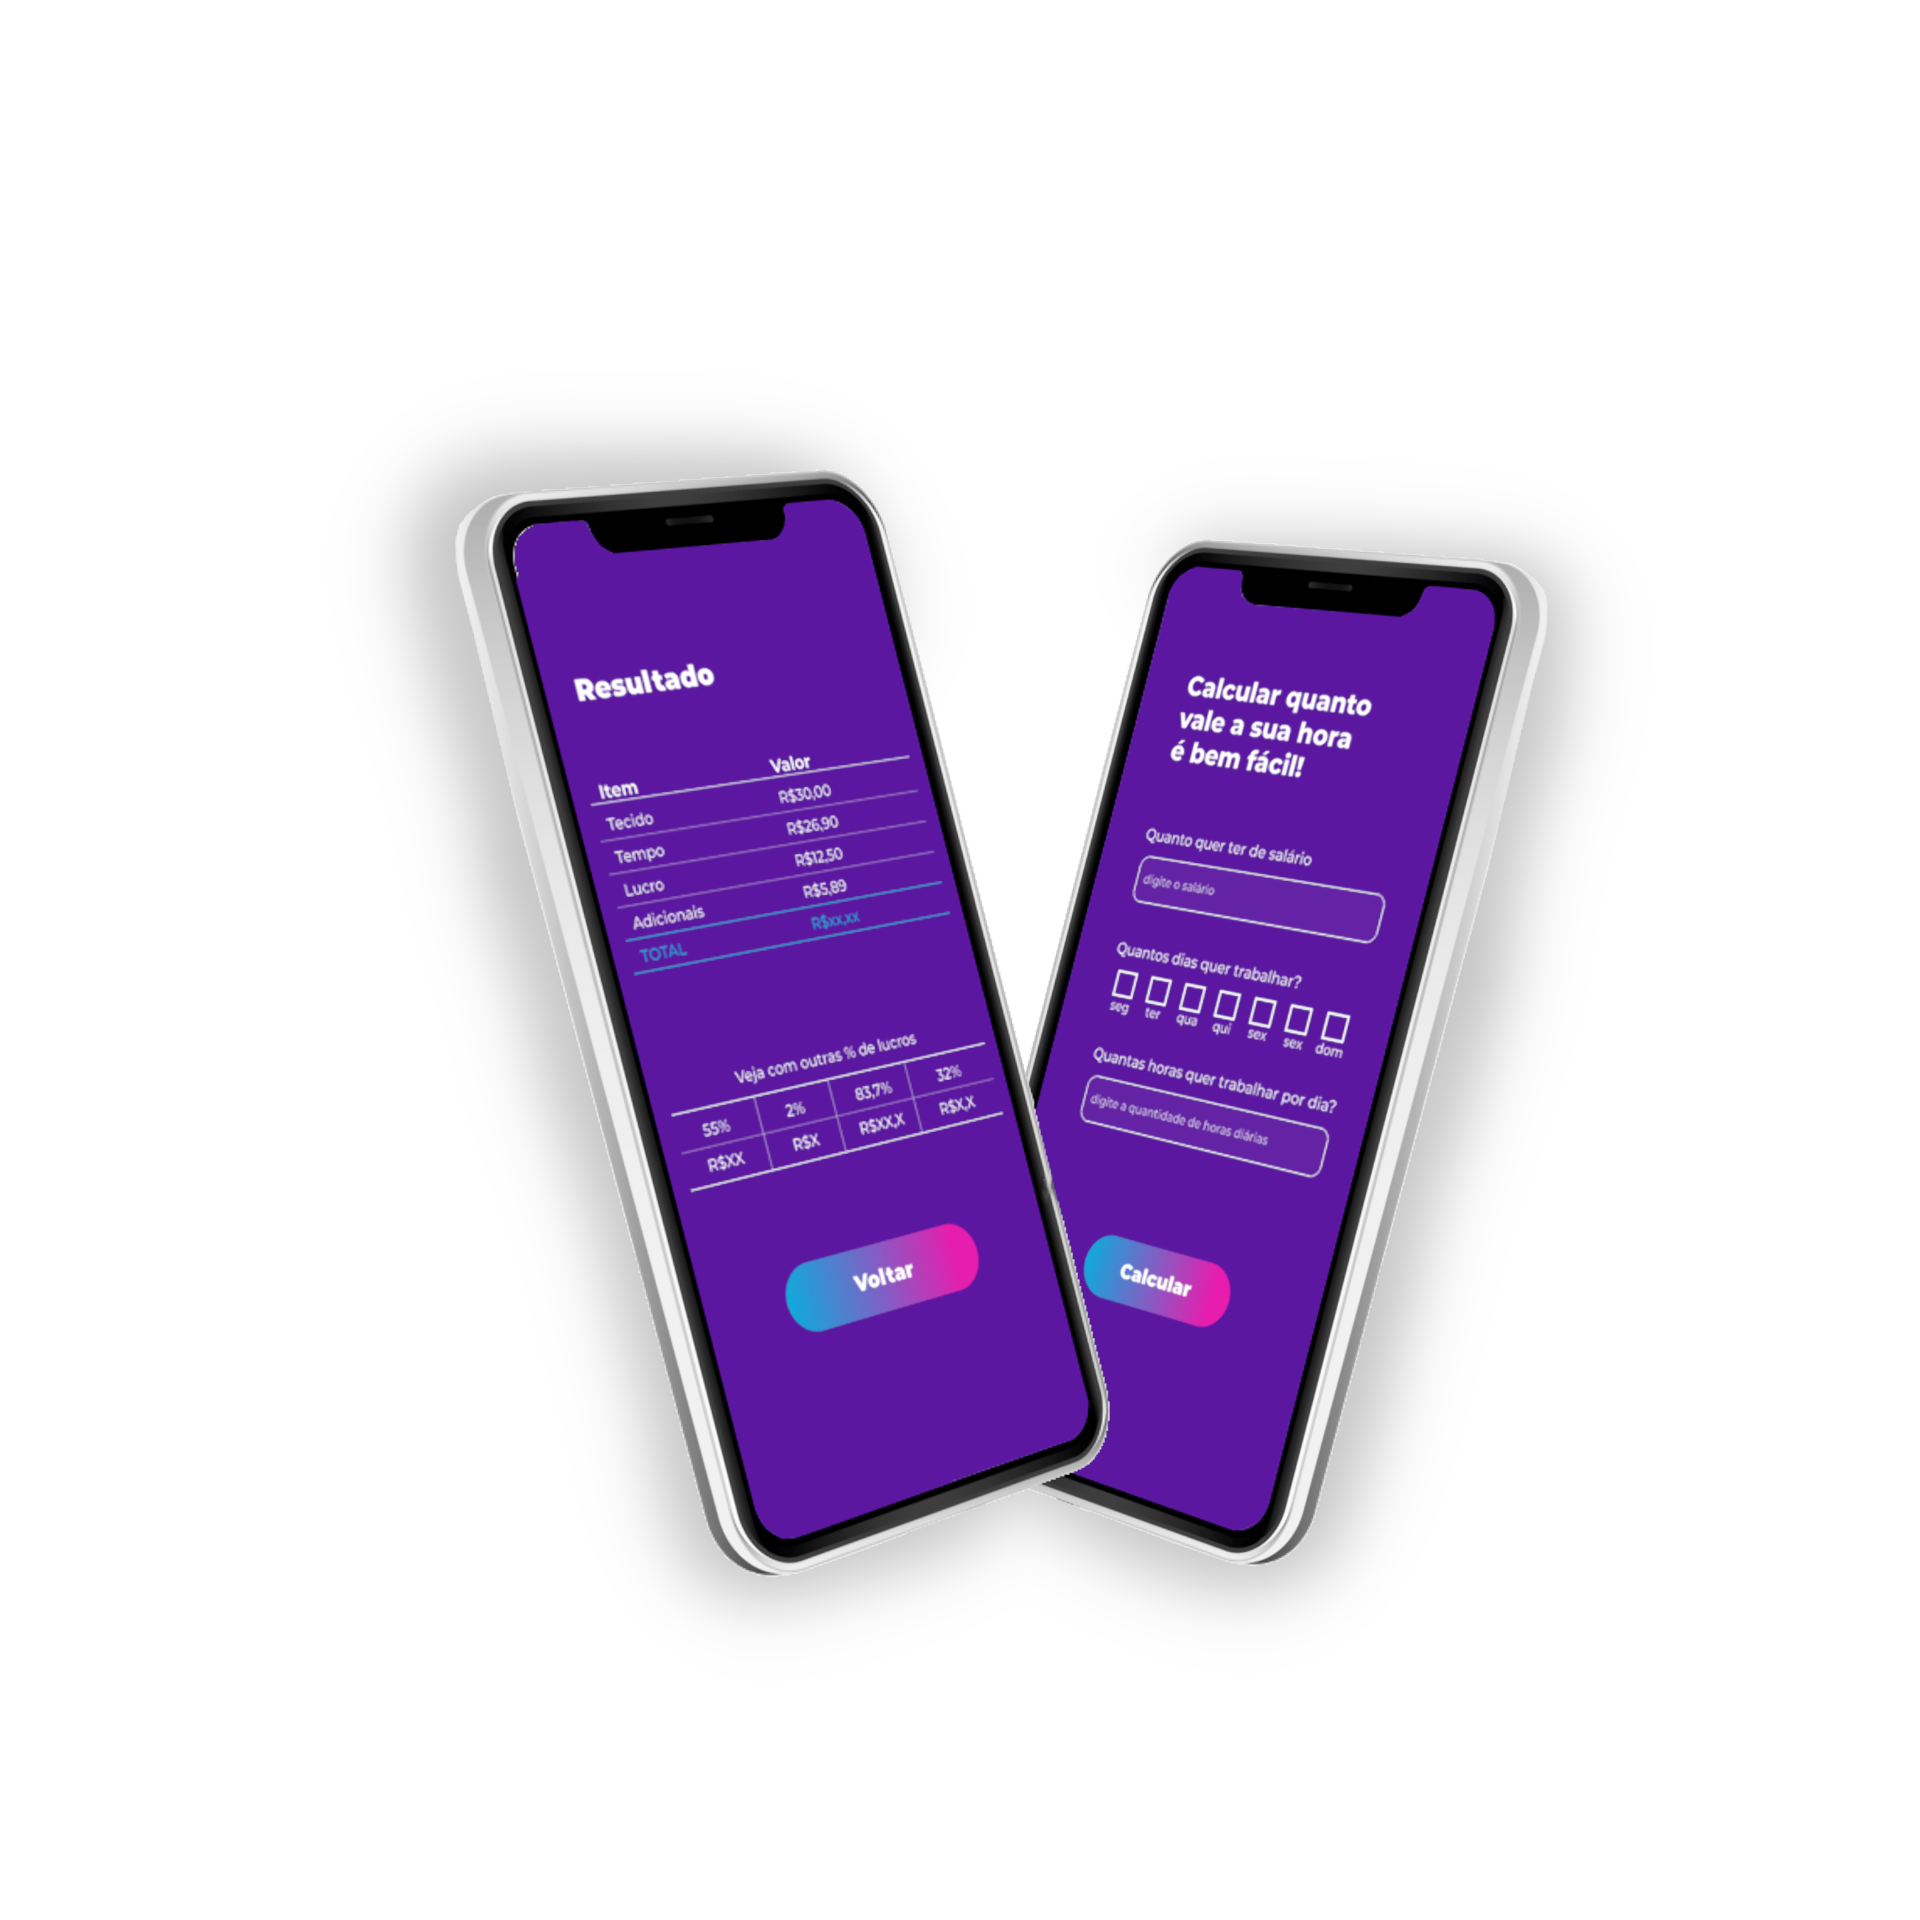 Resultado
Item Valor
Tecido R$30,00
Tempo R$26,90
Lucro R$12,50
Adicionais R$5,89
TOTAL R$xx,xx
Veja com outras % de lucros
55% 2% 83,7% 32%
R$XX R$X R$XX,X R$X,X
Voltar
Calcular quanto
vale a sua hora
é bem fácil!
Quanto quer ter de salário
digite o salário
Quantos dias quer trabalhar?
seg ter qua qui sex sex dom
Quantas horas quer trabalhar por dia?
digite a quantidade de horas diárias
Calcular